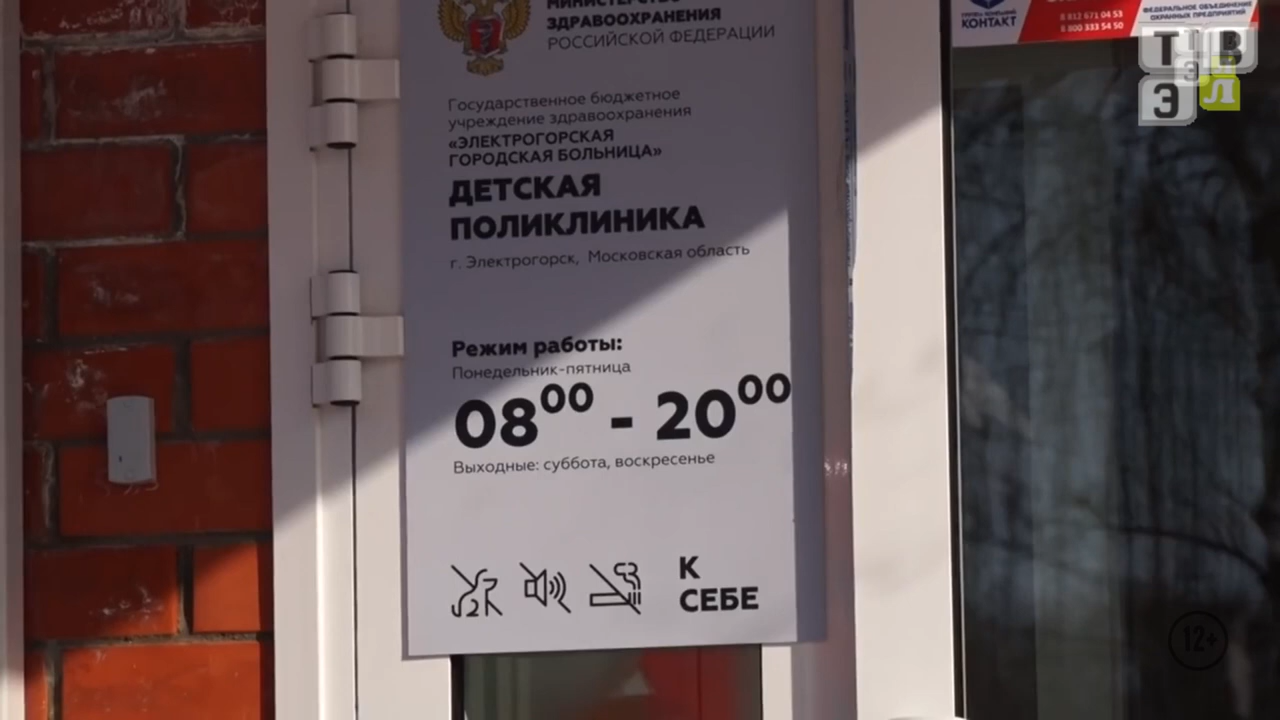 МИНИСТЕРСТВО
ЗДРАВООХРАНЕНИЯ
РОССИЙСКОЙ ФЕДЕРАЦИИ
Государственное бюджетное
учреждение здравоохранения
«ЭЛЕКТРОГОРСКАЯ
ГОРОДСКАЯ БОЛЬНИЦА»
ДЕТСКАЯ
ПОЛИКЛИНИКА
г. Электрогорск, Московская область
Режим работы:
Понедельник-пятница
08⁰⁰ - 20⁰⁰
Выходные: суббота, воскресенье
К
СЕБЕ
КОНТАКТ
8 812 671 04 53
8 800 333 54 50
ФЕДЕРАЛЬНОЕ ОБЪЕДИНЕНИЕ
ОХРАННЫХ ПРЕДПРИЯТИЙ
ТВ
ЭЛ
12+